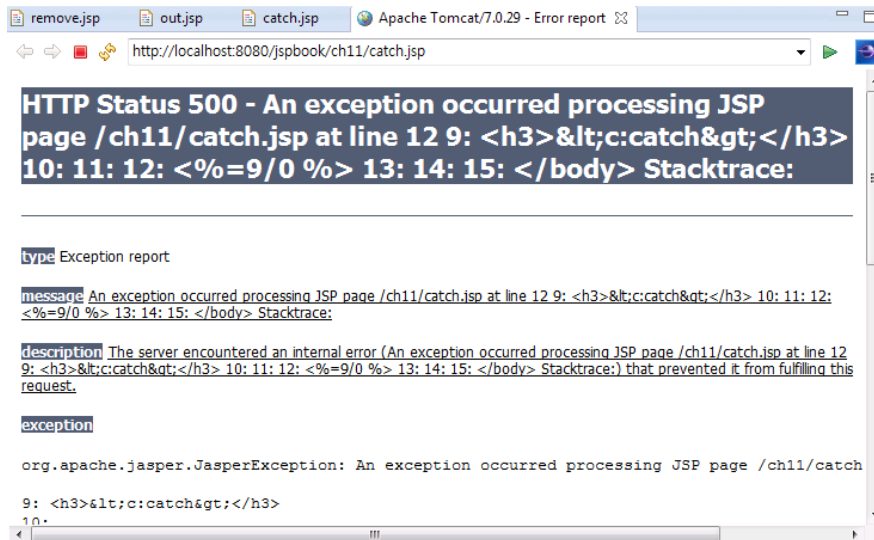 remove.jsp out.jsp catch.jsp Apache Tomcat/7.0.29 - Error report
http://localhost:8080/jspbook/ch11/catch.jsp
HTTP Status 500 - An exception occurred processing JSP
page /ch11/catch.jsp at line 12 9: <h3>&lt;c:catch&gt;</h3>
10: 11: 12: <%=9/0 %> 13: 14: 15: </body> Stacktrace:
type Exception report
message An exception occurred processing JSP page /ch11/catch.jsp at line 12 9: <h3>&lt;c:catch&gt;</h3> 10: 11: 12:
<%=9/0 %> 13: 14: 15: </body> Stacktrace:
description The server encountered an internal error (An exception occurred processing JSP page /ch11/catch.jsp at line 12
9: <h3>&lt;c:catch&gt;</h3> 10: 11: 12: <%=9/0 %> 13: 14: 15: </body> Stacktrace:) that prevented it from fulfilling this
request.
exception
org.apache.jasper.JasperException: An exception occurred processing JSP page /ch11/catch
9: <h3>&lt;c:catch&gt;</h3>
10: